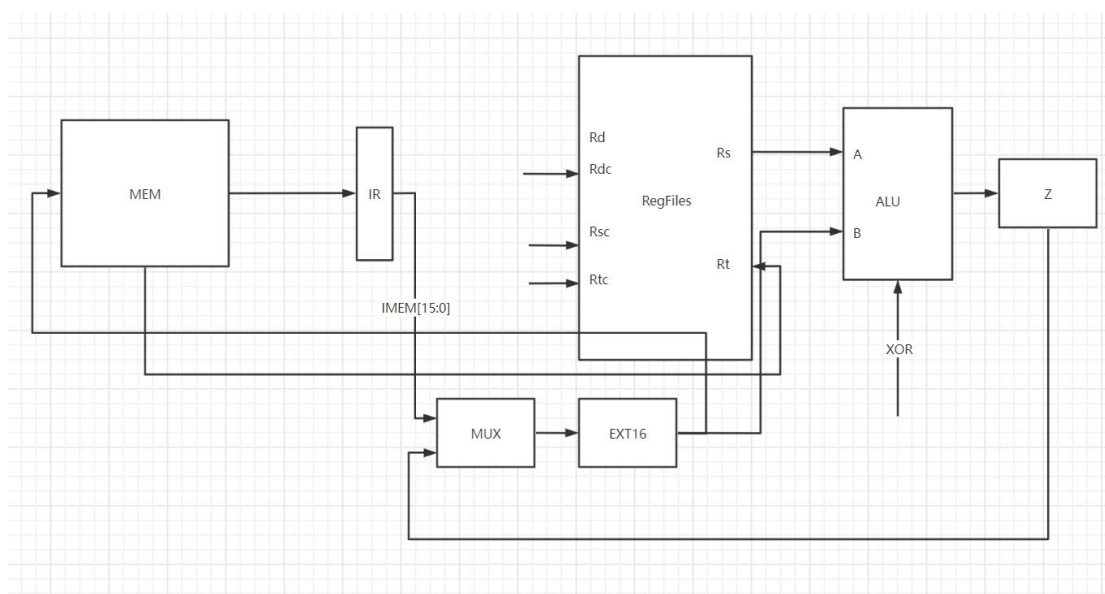 MEM
IR
Rd
Rdc
Rsc
Rtc
RegFiles
Rs
Rt
A
B
ALU
Z
IMEM[15:0]
XOR
MUX
EXT16